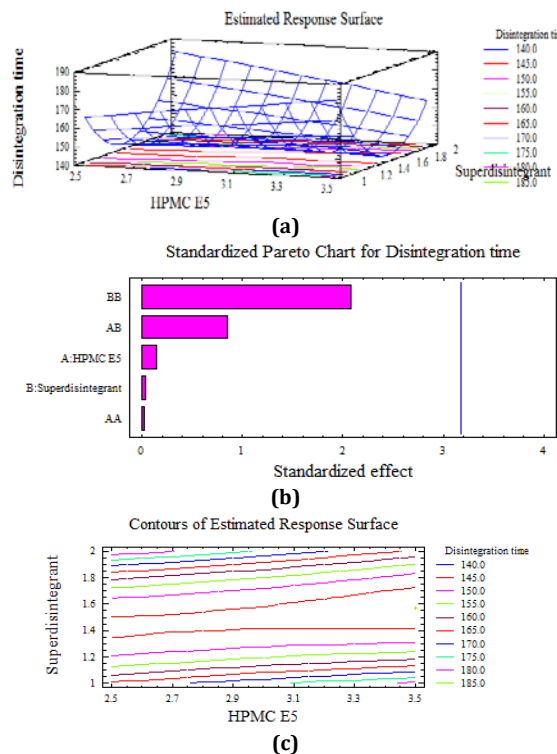 Estimated Response Surface
Disintegration tim
140.0
145.0
150.0
155.0
160.0
165.0
170.0
175.0
180.0
185.0
Disintegration time
190
180
170
160
150
140
2.5
2.7
2.9
3.1
3.3
3.5
HPMC E5
1
1.2
1.4
1.6
1.8
2
Superdisintegrant
(a)
Standardized Pareto Chart for Disintegration time
BB
AB
A:HPMC E5
B:Superdisintegrant
AA
0 1 2 3 4
Standardized effect
(b)
Contours of Estimated Response Surface
Superdisintegrant
2
1.8
1.6
1.4
1.2
1
2.5 2.7 2.9 3.1 3.3 3.5
HPMC E5
Disintegration time
140.0
145.0
150.0
155.0
160.0
165.0
170.0
175.0
180.0
185.0
(c)